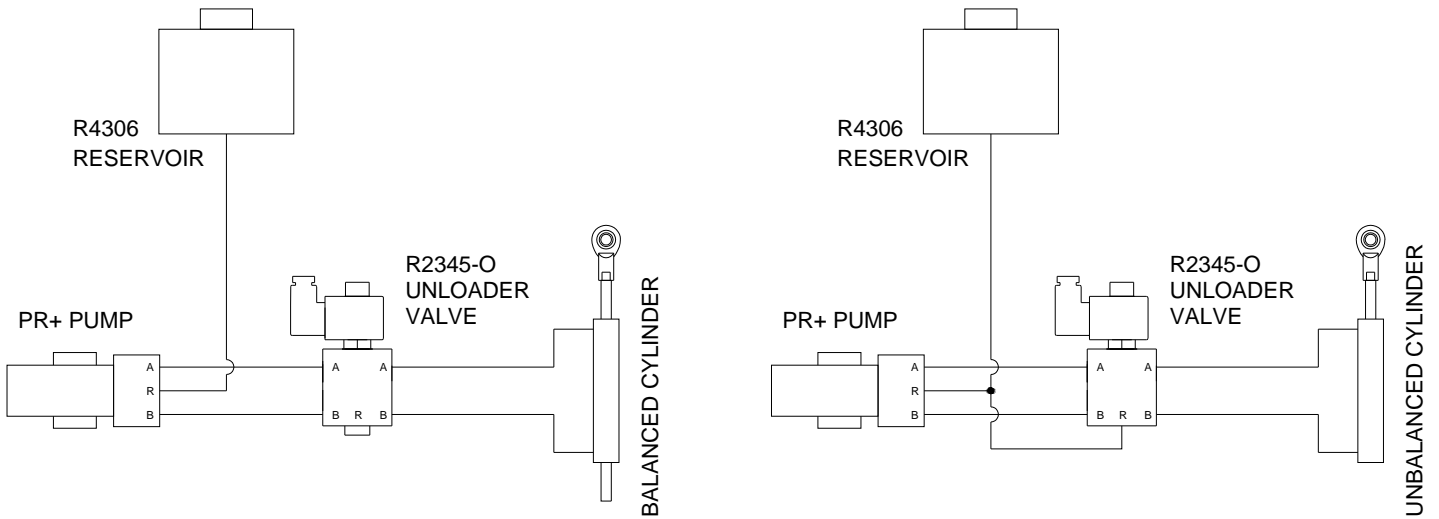 R4306
RESERVOIR
R2345-O
UNLOADER
VALVE
PR+ PUMP
A
R
B
A A
B R B
BALANCED CYLINDER
R4306
RESERVOIR
R2345-O
UNLOADER
VALVE
PR+ PUMP
A
R
B
A A
B R B
UNBALANCED CYLINDER